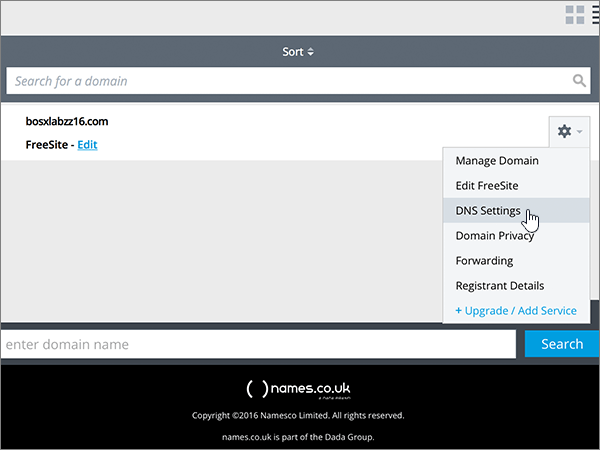 Sort
Search for a domain
bosxlabzz16.com
FreeSite - Edit
Manage Domain
Edit FreeSite
DNS Settings
Domain Privacy
Forwarding
Registrant Details
+ Upgrade / Add Service
enter domain name
Search
names.co.uk
Copyright ©2016 Namesco Limited. All rights reserved.
names.co.uk is part of the Dada Group.